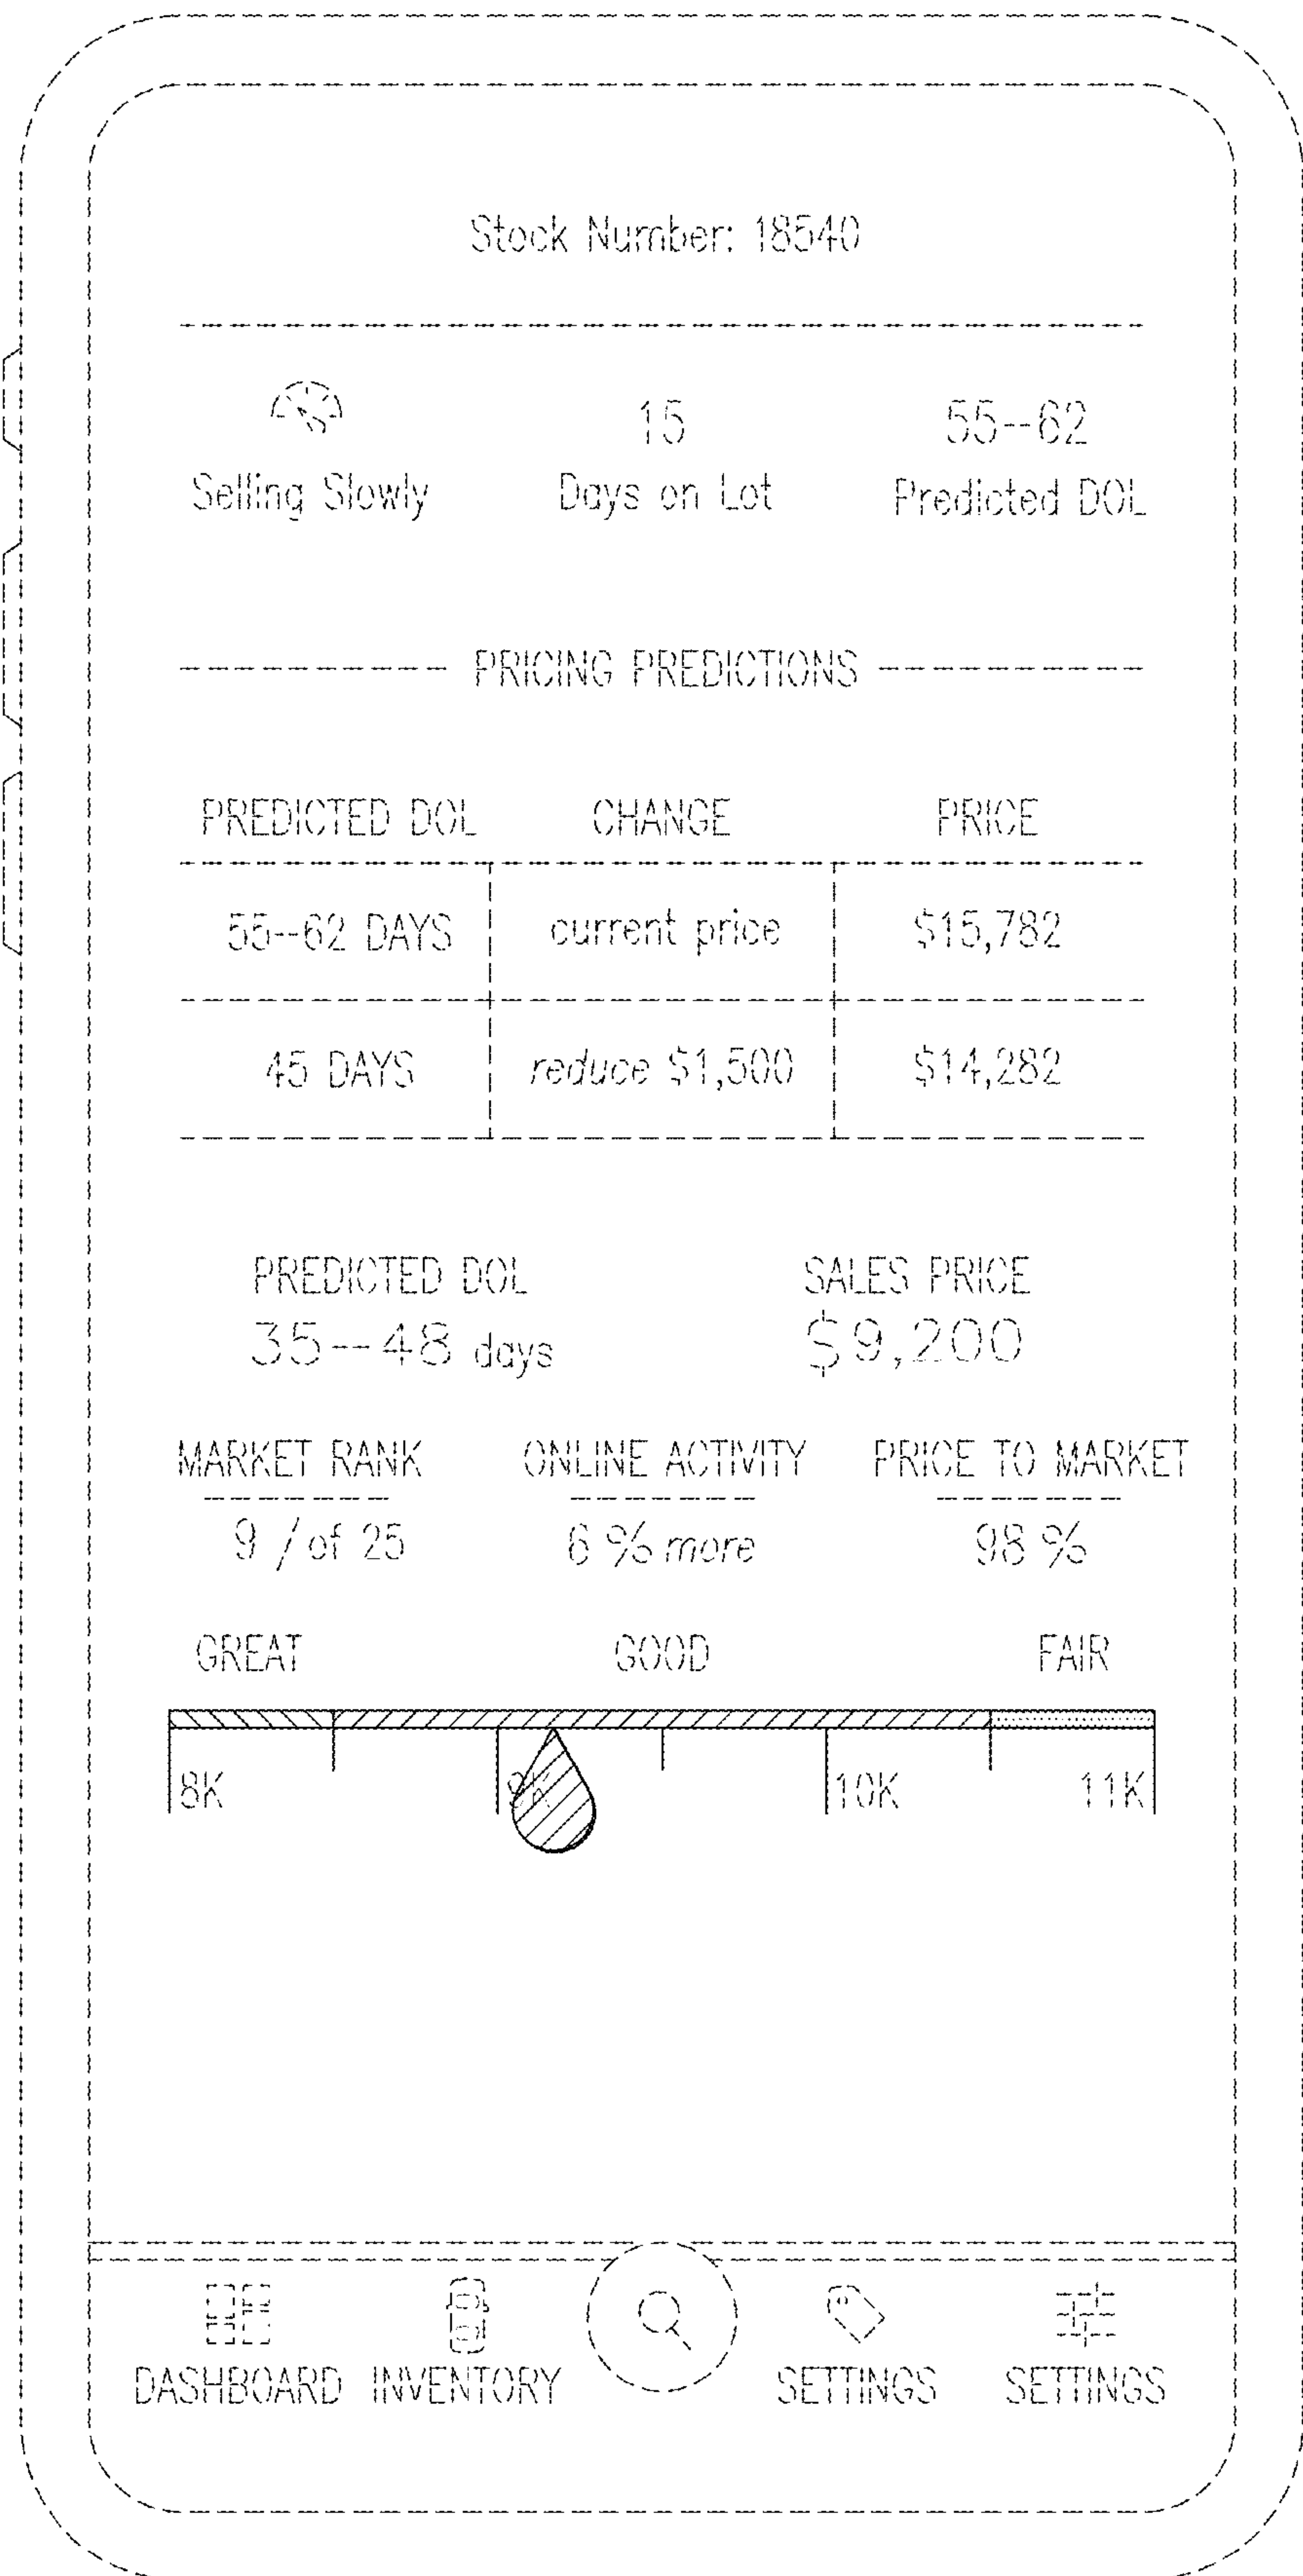 Stock Number: 18540
15 55--62
Selling Slowly Days on Lot Predicted DOL
PRICING PREDICTIONS
PREDICTED DOL CHANGE PRICE
55--62 DAYS current price $15,782
45 DAYS reduce $1,500 $14,282
PREDICTED DOL SALES PRICE
35--48 days $9,200
MARKET RANK ONLINE ACTIVITY PRICE TO MARKET
9 / of 25 6 % more 98 %
GREAT GOOD FAIR
8K 10K 11K
DASHBOARD INVENTORY SETTINGS SETTINGS